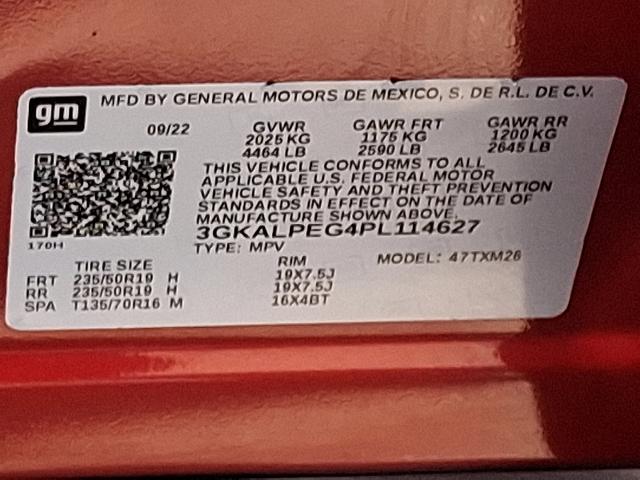 gm MFD BY GENERAL MOTORS DE MEXICO, S. DE R.L. DE C.V.
09/22 GVWR GAWR FRT GAWR RR
2025 KG 1175 KG 1200 KG
4464 LB 2590 LB 2645 LB
THIS VEHICLE CONFORMS TO ALL
APPLICABLE U.S. FEDERAL MOTOR
VEHICLE SAFETY AND THEFT PREVENTION
STANDARDS IN EFFECT ON THE DATE OF
MANUFACTURE SHOWN ABOVE.
3GKALPEG4PL114627
170H
TYPE: MPV MODEL: 47TXM26
TIRE SIZE RIM
FRT 235/50R19 H 19X7.5J
RR 235/50R19 H 19X7.5J
SPA T135/70R16 M 16X4BT